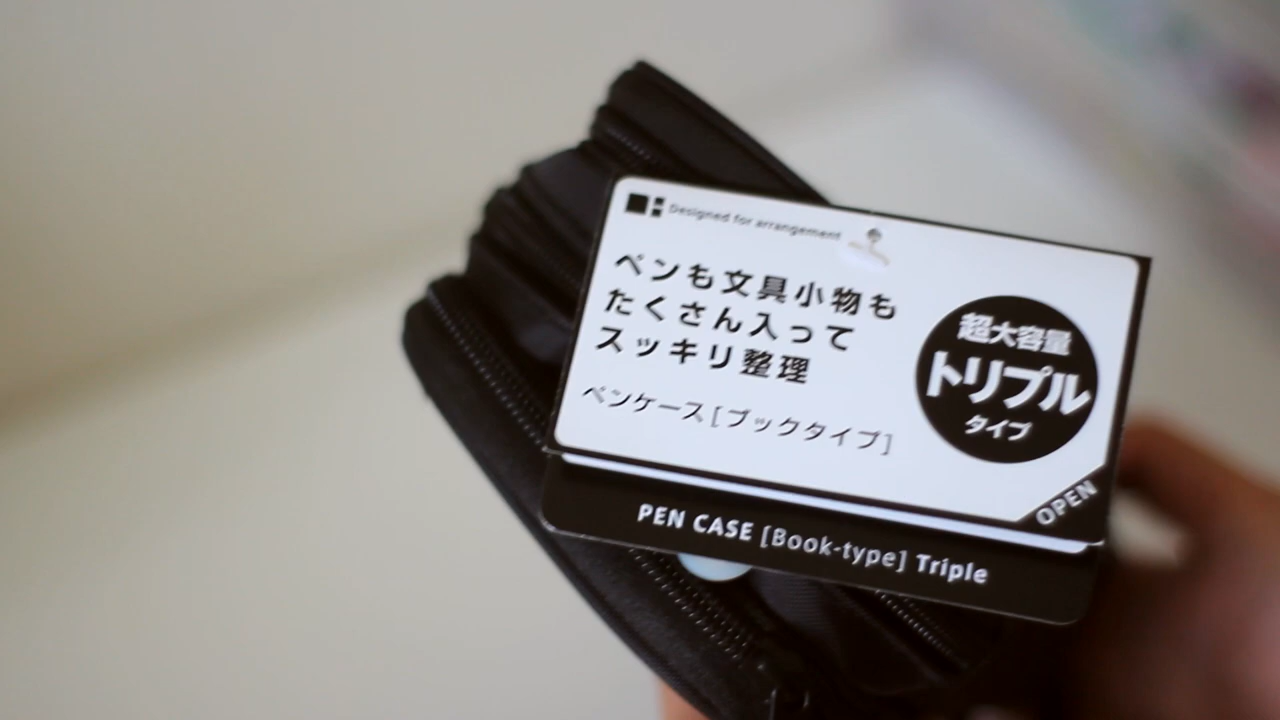 Designed for arrangement
ペンも文具小物も
たくさん入って
スッキリ整理
ペンケース[ブックタイプ]
超大容量
トリプル
タイプ
OPEN
PEN CASE [Book-type] Triple